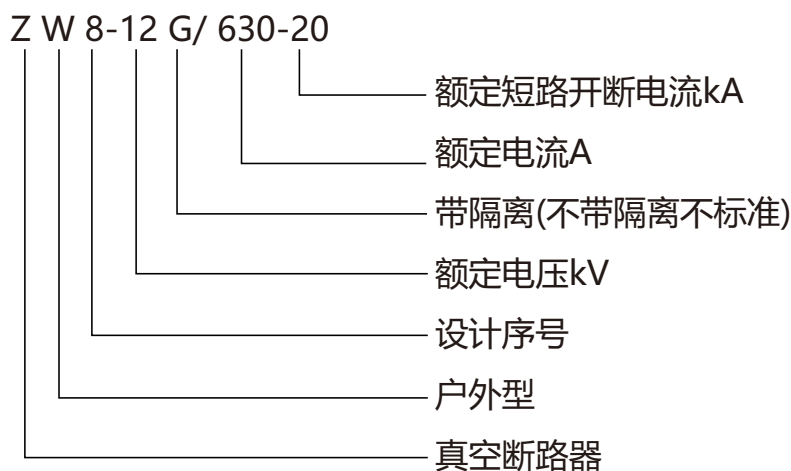 Z W 8-12 G/ 630-20
额定短路开断电流kA
额定电流A
带隔离(不带隔离不标准)
额定电压kV
设计序号
户外型
真空断路器